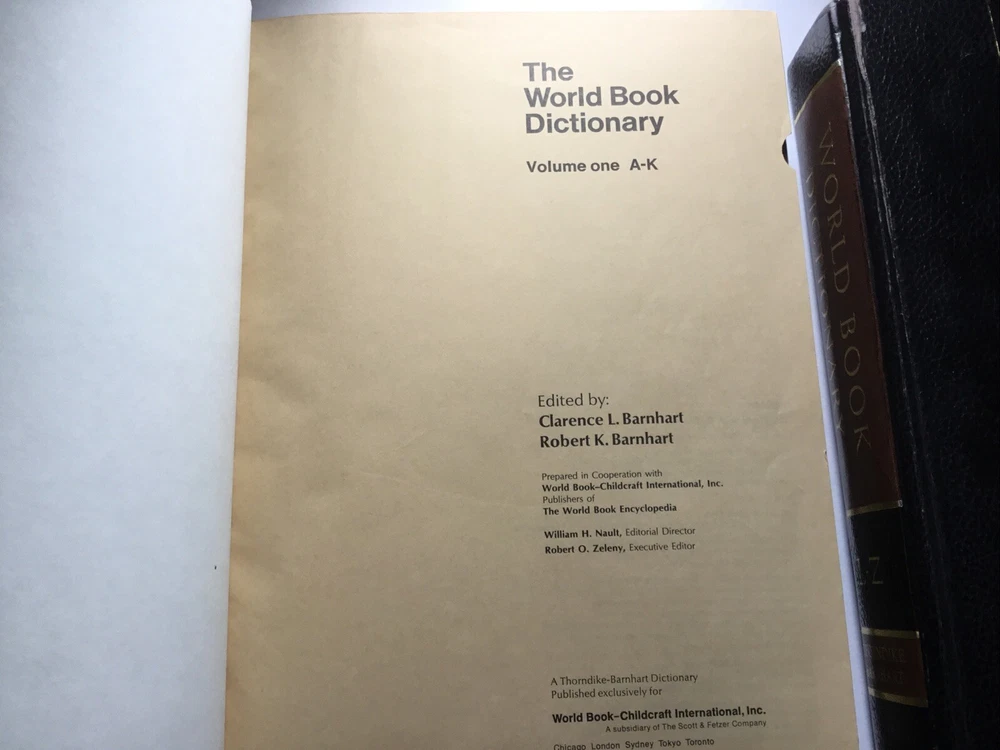 The
World Book
Dictionary
Volume one A-K
Edited by:
Clarence L. Barnhart
Robert K. Barnhart
Prepared in Cooperation with
World Book–Childcraft International, Inc.
Publishers of
The World Book Encyclopedia
William H. Nault, Editorial Director
Robert O. Zeleny, Executive Editor
A Thorndike-Barnhart Dictionary
Published exclusively for
World Book–Childcraft International, Inc.
A subsidiary of The Scott & Fetzer Company
Chicago London Sydney Tokyo Toronto
WORLD BOOK
DICTIONARY
L-Z